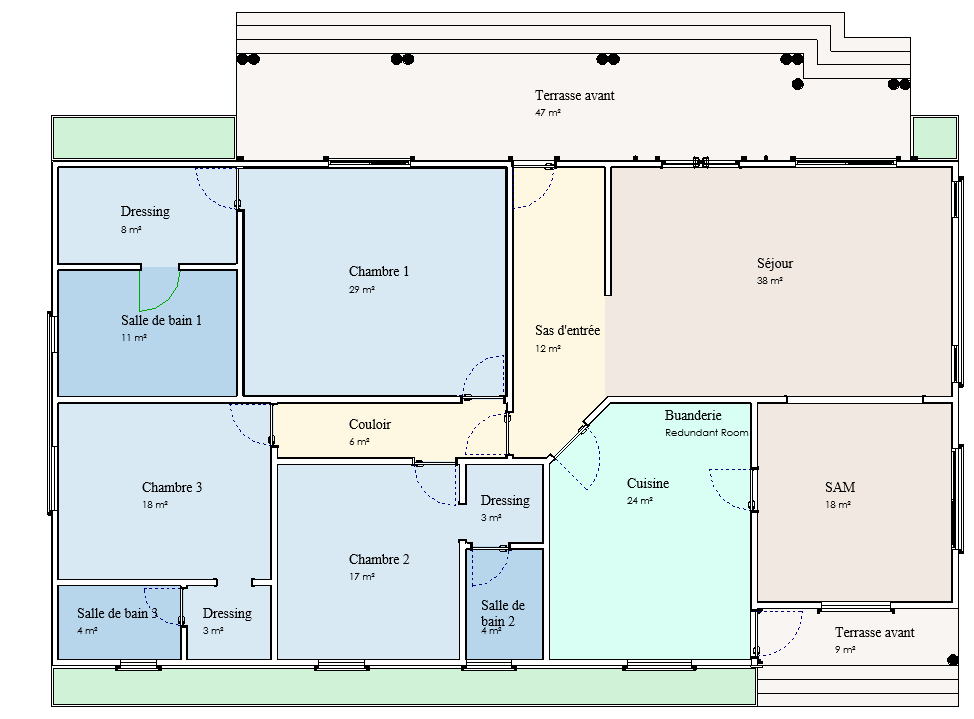 Terrasse avant
47 m²
Dressing
8 m²
Chambre 1
29 m²
Séjour
38 m²
Salle de bain 1
11 m²
Sas d'entrée
12 m²
Couloir
6 m²
Buanderie
Redundant Room
Chambre 3
18 m²
Dressing
3 m²
Cuisine
24 m²
SAM
18 m²
Chambre 2
17 m²
Salle de bain 3
4 m²
Dressing
3 m²
Salle de
bain 2
4 m²
Terrasse avant
9 m²